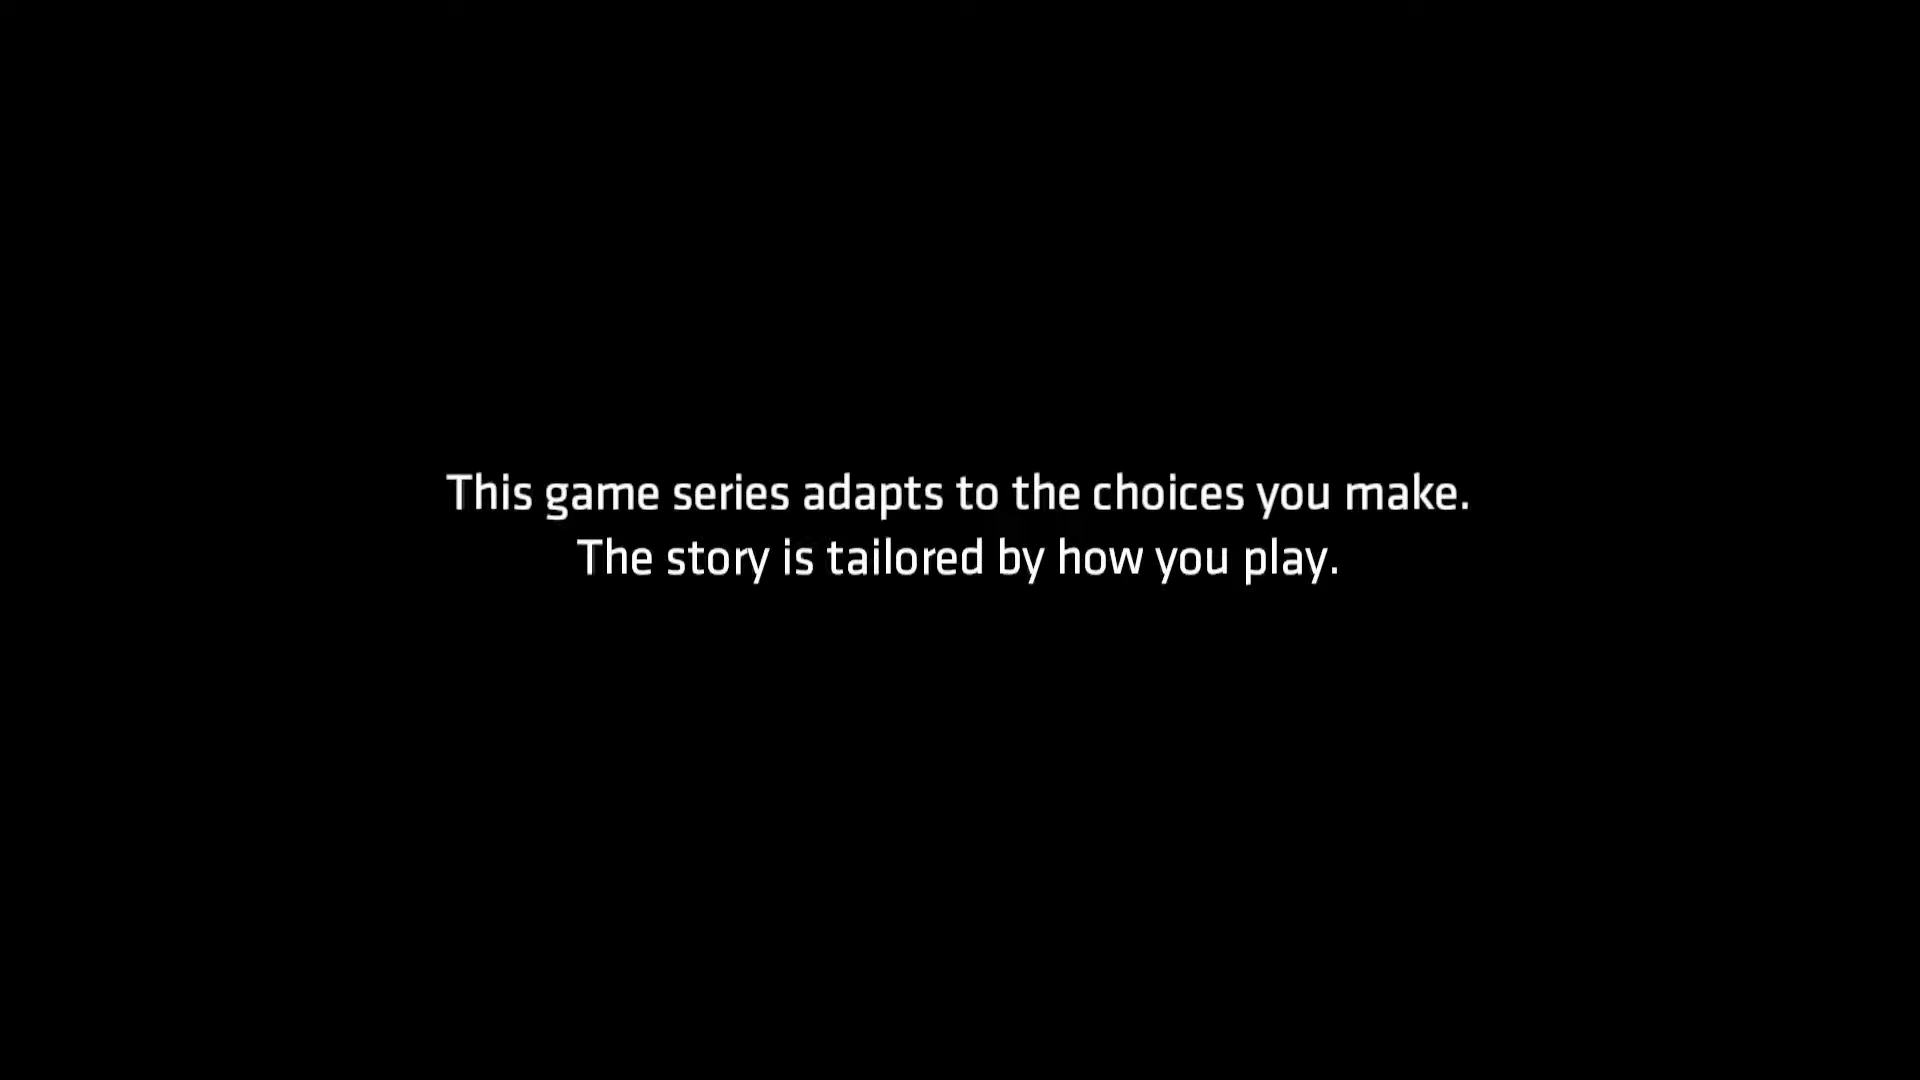 This game series adapts to the choices you make.
The story is tailored by how you play.